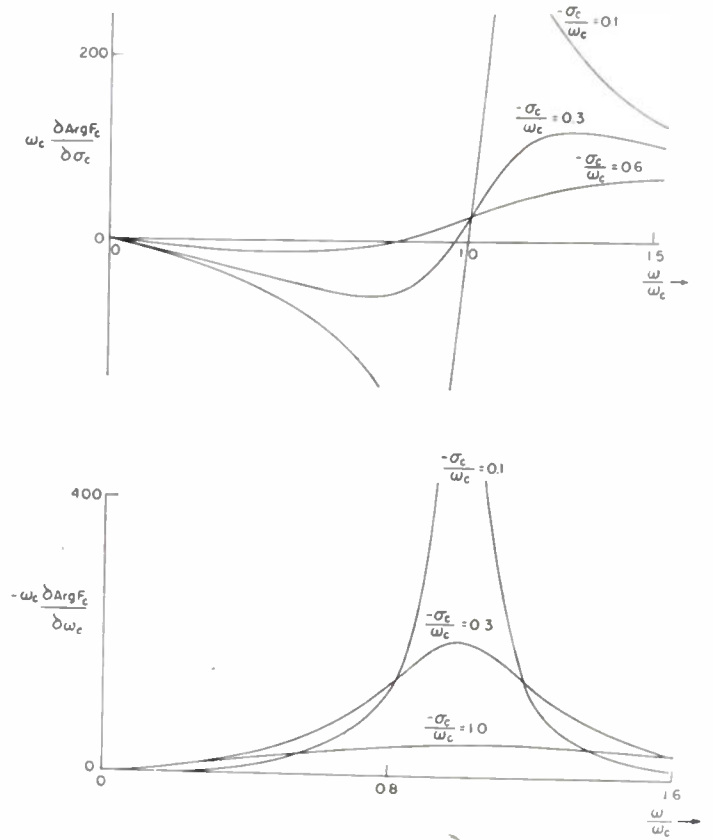 200
-σc/ωc = 0.1
ωc ∂ArgFc/∂σc
-σc/ωc = 0.3
-σc/ωc = 0.6
0
0
1.0
1.5
ω/ωc →
400
-σc/ωc = 0.1
-ωc ∂ArgFc/∂ωc
-σc/ωc = 0.3
-σc/ωc = 1.0
0
0
0.8
1.6
ω/ωc →